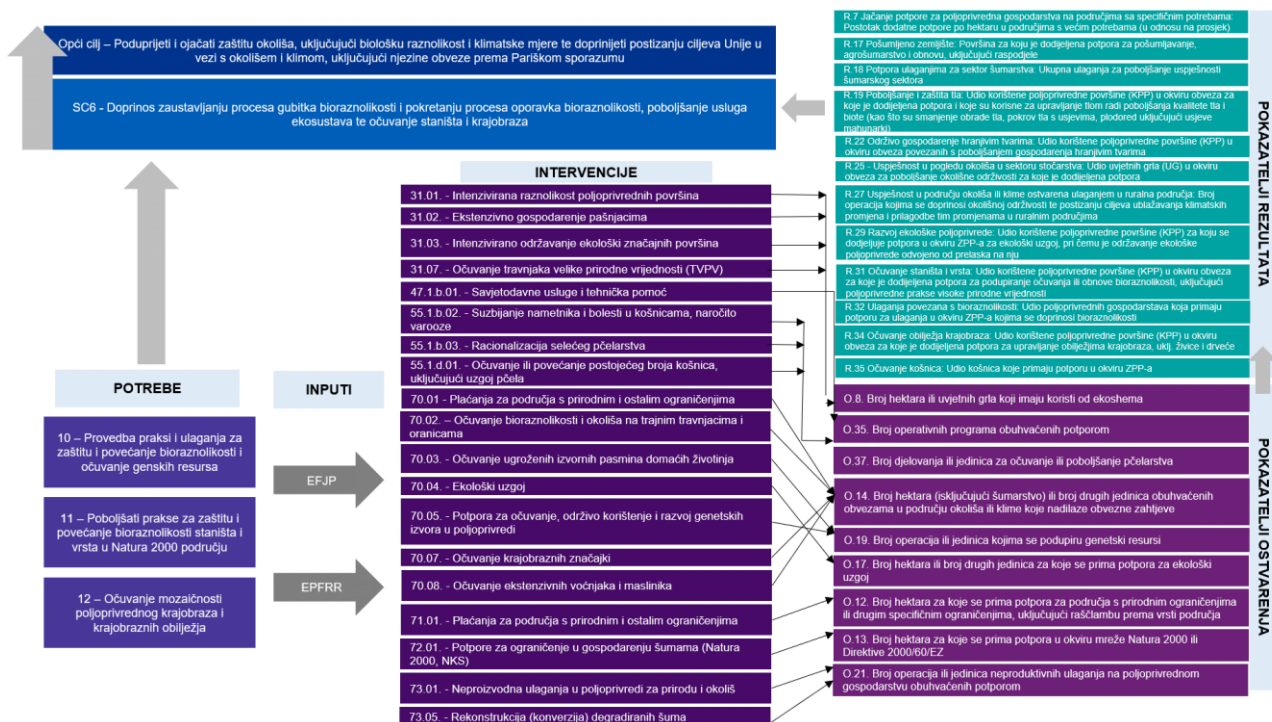 Opći cilj – Poduprijeti i ojačati zaštitu okoliša, uključujući biološku raznolikost i klimatske mjere te doprinijeti postizanju ciljeva Unije u
vezi s okolišem i klimom, uključujući njezine obveze prema Pariškom sporazumu
SC6 - Doprinos zaustavljanju procesa gubitka bioraznolikosti i pokretanju procesa oporavka bioraznolikosti, poboljšanje usluga
ekosustava te očuvanje staništa i krajobraza
POTREBE
10 – Provedba praksi i ulaganja za
zaštitu i povećanje bioraznolikosti i
očuvanje genskih resursa
11 – Poboljšati prakse za zaštitu i
povećanje bioraznolikosti staništa i
vrsta u Natura 2000 području
12 – Očuvanje mozaičnosti
poljoprivrednog krajobraza i
krajobraznih obilježja
INPUTI
EFJP
EPFRR
INTERVENCIJE
31.01. - Intenzivirana raznolikost poljoprivrednih površina
31.02. - Ekstenzivno gospodarenje pašnjacima
31.03. - Intenzivirano održavanje ekološki značajnih površina
31.07. - Očuvanje travnjaka velike prirodne vrijednosti (TVPV)
47.1.b.01. - Savjetodavne usluge i tehnička pomoć
55.1.b.02. - Suzbijanje nametnika i bolesti u košnicama, naročito
varooze
55.1.b.03. - Racionalizacija selećeg pčelarstva
55.1.d.01. – Očuvanje ili povećanje postojećeg broja košnica,
uključujući uzgoj pčela
70.01 - Plaćanja za područja s prirodnim i ostalim ograničenjima
70.02. – Očuvanje bioraznolikosti i okoliša na trajnim travnjacima i
oranicama
70.03. - Očuvanje ugroženih izvornih pasmina domaćih životinja
70.04. - Ekološki uzgoj
70.05. - Potpora za očuvanje, održivo korištenje i razvoj genetskih
izvora u poljoprivredi
70.07. - Očuvanje krajobraznih značajki
70.08. - Očuvanje ekstenzivnih voćnjaka i maslinika
71.01. - Plaćanja za područja s prirodnim i ostalim ograničenjima
72.01. - Potpore za ograničenje u gospodarenju šumama (Natura
2000, NKS)
73.01. - Neproizvodna ulaganja u poljoprivredi za prirodu i okoliš
73.05. - Rekonstrukcija (konverzija) degradiranih šuma
R.7 Jačanje potpore za poljoprivredna gospodarstva na područjima sa specifičnim potrebama:
Postotak dodatne potpore po hektaru u područjima s većim potrebama (u odnosu na prosjek)
R.17 Pošumljeno zemljište: Površina za koju je dodijeljena potpora za pošumljavanje,
agrošumarstvo i obnovu, uključujući raspodjele
R.18 Potpora ulaganjima za sektor šumarstva: Ukupna ulaganja za poboljšanje uspješnosti
šumarskog sektora
R.19 Poboljšanje i zaštita tla: Udio korištene poljoprivredne površine (KPP) u okviru obveza za
koje je dodijeljena potpora i koje su korisne za upravljanje tlom radi poboljšanja kvalitete tla i
biote (kao što su smanjenje obrade tla, pokrov tla s usjevima, plodored uključujući usjeve
mahunarki)
R.22 Održivo gospodarenje hranjivim tvarima: Udio korištene poljoprivredne površine (KPP) u
okviru obveza povezanih s poboljšanjem gospodarenja hranjivim tvarima
R.25 - Uspješnost u pogledu okoliša u sektoru stočarstva: Udio uvjetnih grla (UG) u okviru
obveza za poboljšanje okolišne održivosti za koje je dodijeljena potpora
R.27 Uspješnost u području okoliša ili klime ostvarena ulaganjem u ruralna područja: Broj
operacija kojima se doprinosi okolišnoj održivosti te postizanju ciljeva ublažavanja klimatskih
promjena i prilagodbe tim promjenama u ruralnim područjima
R.29 Razvoj ekološke poljoprivrede: Udio korištene poljoprivredne površine (KPP) za koju se
dodjeljuje potpora u okviru ZPP-a za ekološki uzgoj, pri čemu je održavanje ekološke
poljoprivrede odvojeno od prelaska na nju
R.31 Očuvanje staništa i vrsta: Udio korištene poljoprivredne površine (KPP) u okviru obveza
za koje je dodijeljena potpora za podupiranje očuvanja ili obnove bioraznolikosti, uključujući
poljoprivredne prakse visoke prirodne vrijednosti
R.32 Ulaganja povezana s bioraznolikosti: Udio poljoprivrednih gospodarstava koja primaju
potporu za ulaganja u okviru ZPP-a kojima se doprinosi bioraznolikosti
R.34 Očuvanje obilježja krajobraza: Udio korištene poljoprivredne površine (KPP) u okviru
obveza za koje je dodijeljena potpora za upravljanje obilježjima krajobraza, uklj. živice i drveće
R.35 Očuvanje košnica: Udio košnica koje primaju potporu u okviru ZPP-a
POKAZATELJI REZULTATA
O.8. Broj hektara ili uvjetnih grla koji imaju koristi od ekoshema
O.35. Broj operativnih programa obuhvaćenih potporom
O.37. Broj djelovanja ili jedinica za očuvanje ili poboljšanje pčelarstva
O.14. Broj hektara (isključujući šumarstvo) ili broj drugih jedinica obuhvaćenih
obvezama u području okoliša ili klime koje nadilaze obvezne zahtjeve
O.19. Broj operacija ili jedinica kojima se podupiru genetski resursi
O.17. Broj hektara ili broj drugih jedinica za koje se prima potpora za ekološki
uzgoj
O.12. Broj hektara za koje se prima potpora za područja s prirodnim ograničenjima
ili drugim specifičnim ograničenjima, uključujući raščlambu prema vrsti područja
O.13. Broj hektara za koje se prima potpora u okviru mreže Natura 2000 ili
Direktive 2000/60/EZ
O.21. Broj operacija ili jedinica neproduktivnih ulaganja na poljoprivrednom
gospodarstvu obuhvaćenih potporom
POKAZATELJI OSTVARENJA